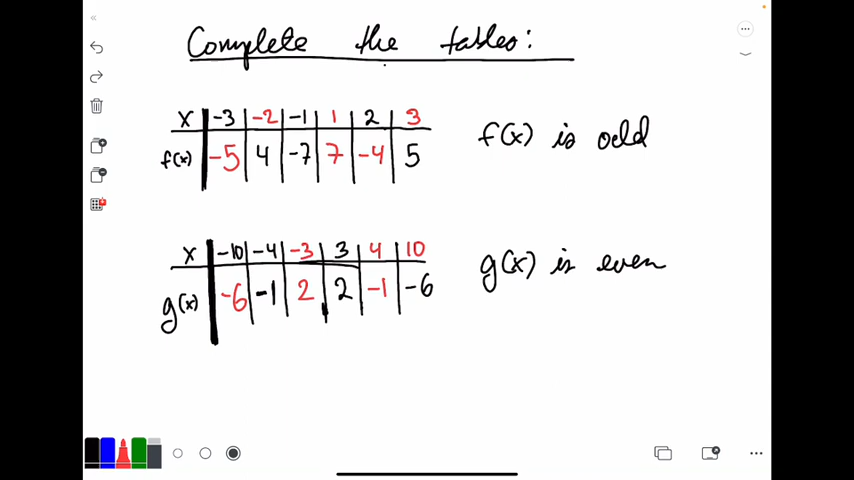 Complete the tables:
x -3 -2 -1 1 2 3
f(x) -5 4 -7 7 -4 5
f(x) is odd
x -10 -4 -3 3 4 10
g(x) -6 -1 2 2 -1 -6
g(x) is even